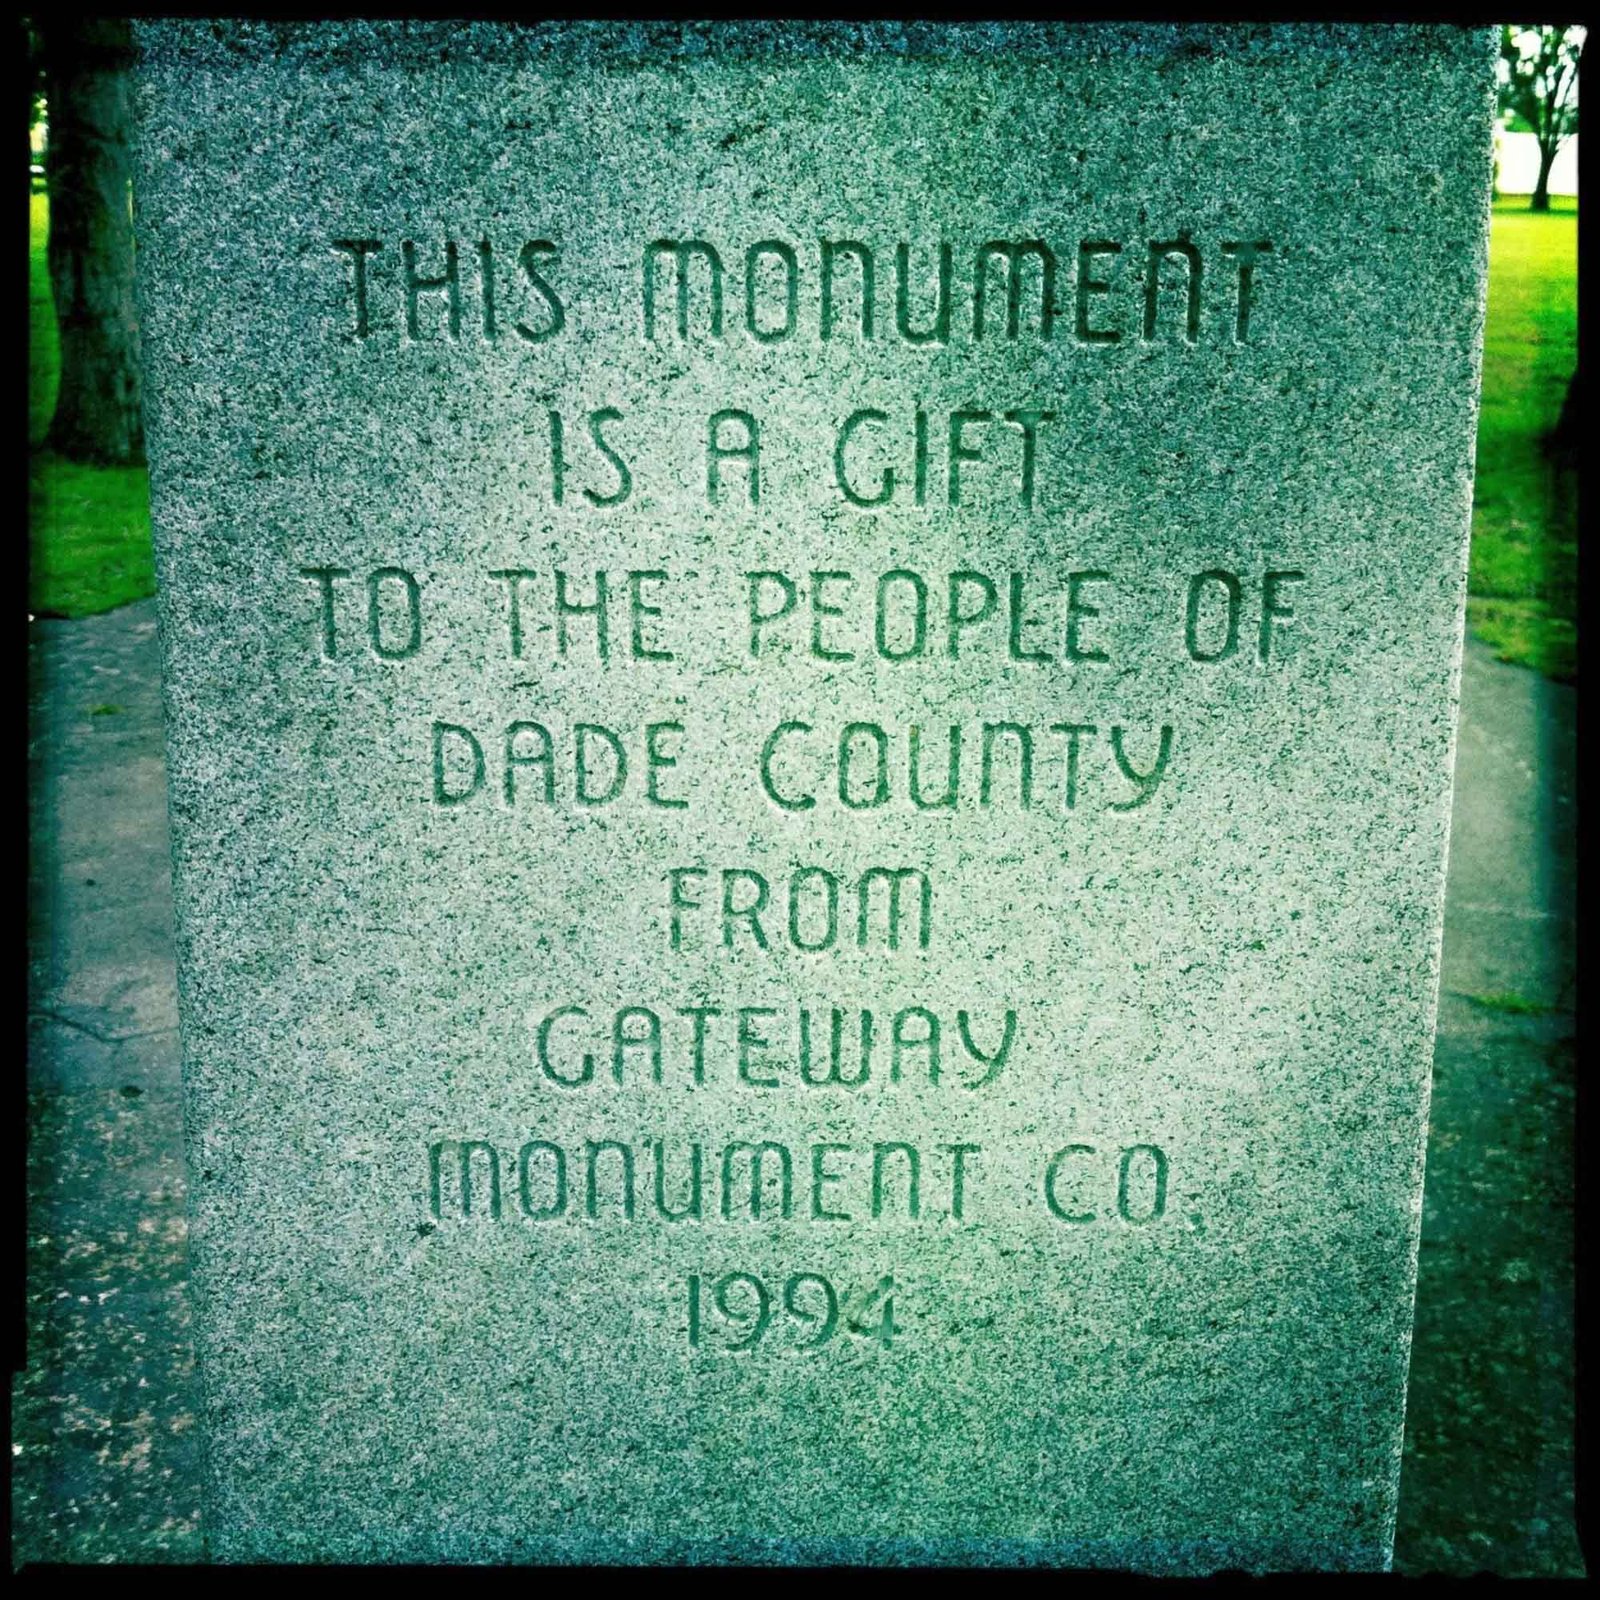 THIS MONUMENT
IS A GIFT
TO THE PEOPLE OF
DADE COUNTY
FROM
GATEWAY
MONUMENT CO.
1994